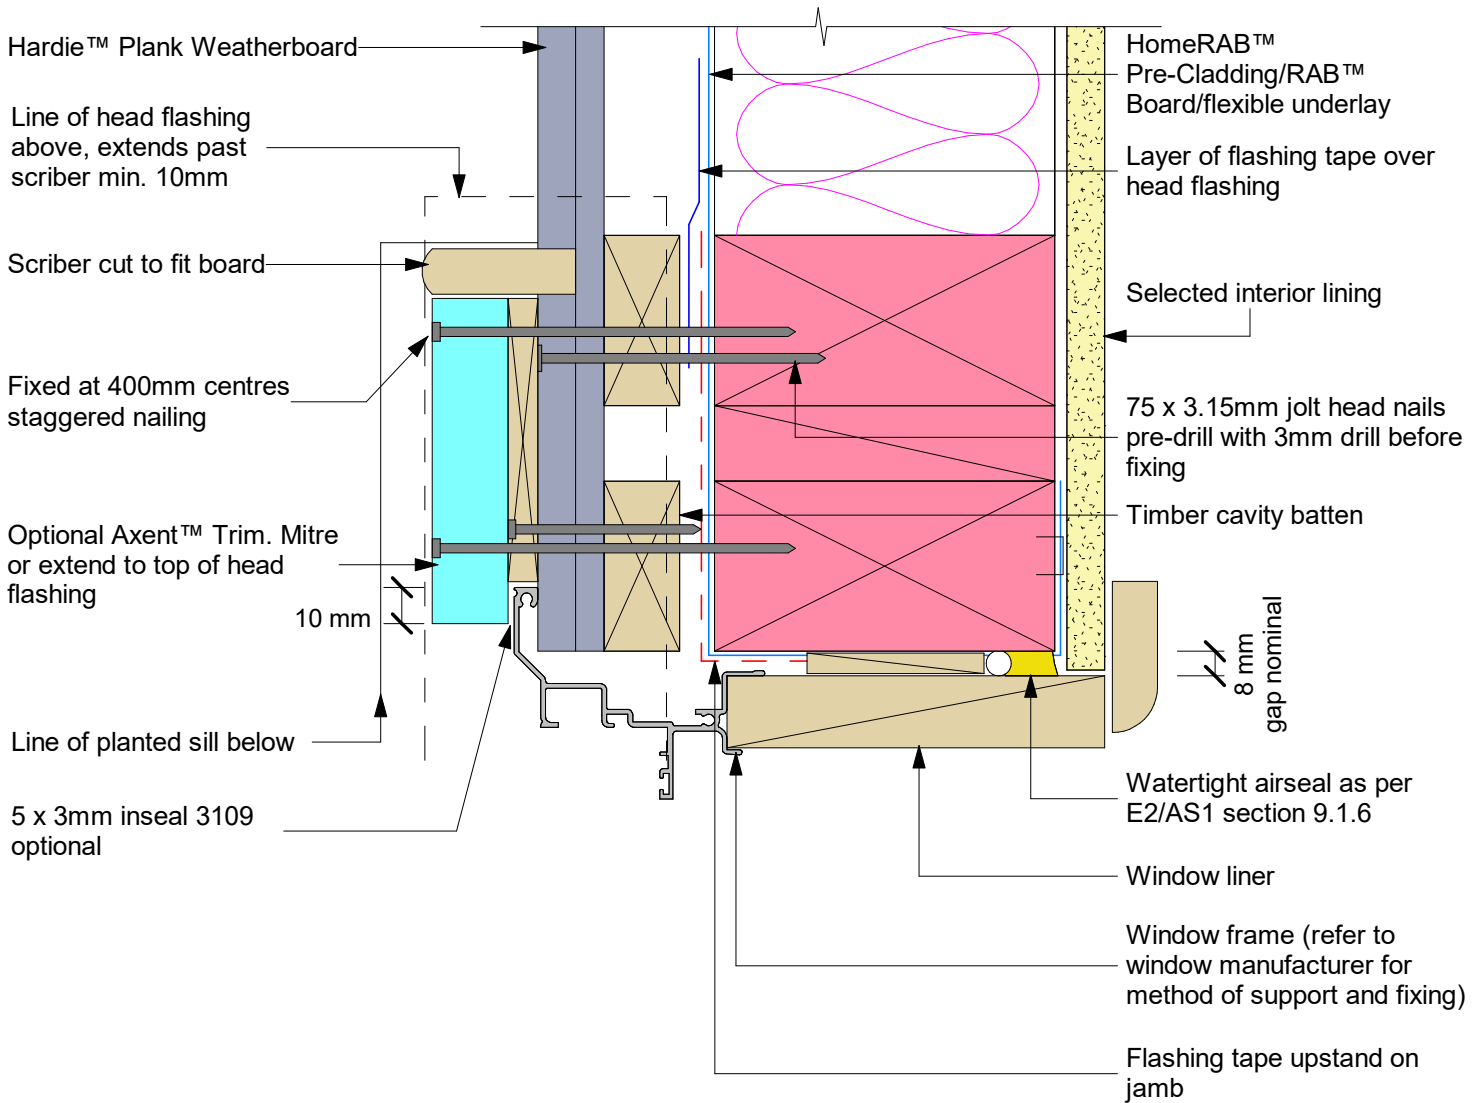 Hardie™ Plank Weatherboard
Line of head flashing
above, extends past
scriber min. 10mm
Scriber cut to fit board
Fixed at 400mm centres
staggered nailing
Optional Axent™ Trim. Mitre
or extend to top of head
flashing
10 mm
Line of planted sill below
5 x 3mm inseal 3109
optional
HomeRAB™
Pre-Cladding/RAB™
Board/flexible underlay
Layer of flashing tape over
head flashing
Selected interior lining
75 x 3.15mm jolt head nails
pre-drill with 3mm drill before
fixing
Timber cavity batten
8 mm
gap nominal
Watertight airseal as per
E2/AS1 section 9.1.6
Window liner
Window frame (refer to
window manufacturer for
method of support and fixing)
Flashing tape upstand on
jamb